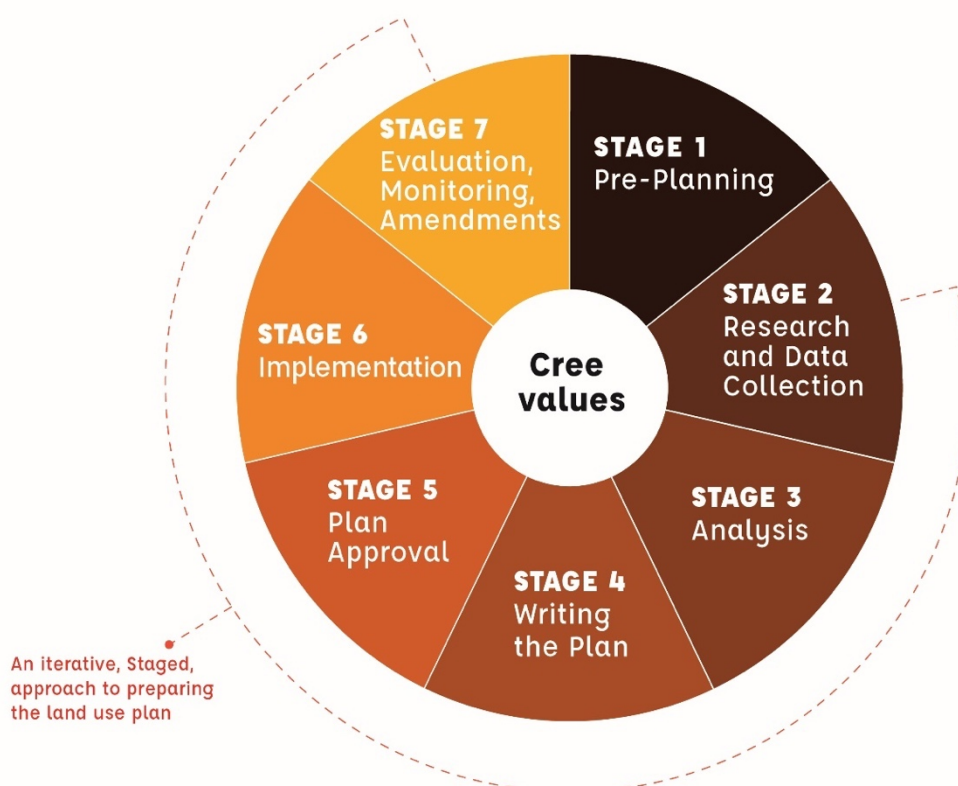 STAGE 1
Pre-Planning
STAGE 2
Research
and Data
Collection
STAGE 3
Analysis
STAGE 4
Writing
the Plan
STAGE 5
Plan
Approval
STAGE 6
Implementation
STAGE 7
Evaluation,
Monitoring,
Amendments
Cree
values
An iterative, Staged,
approach to preparing
the land use plan